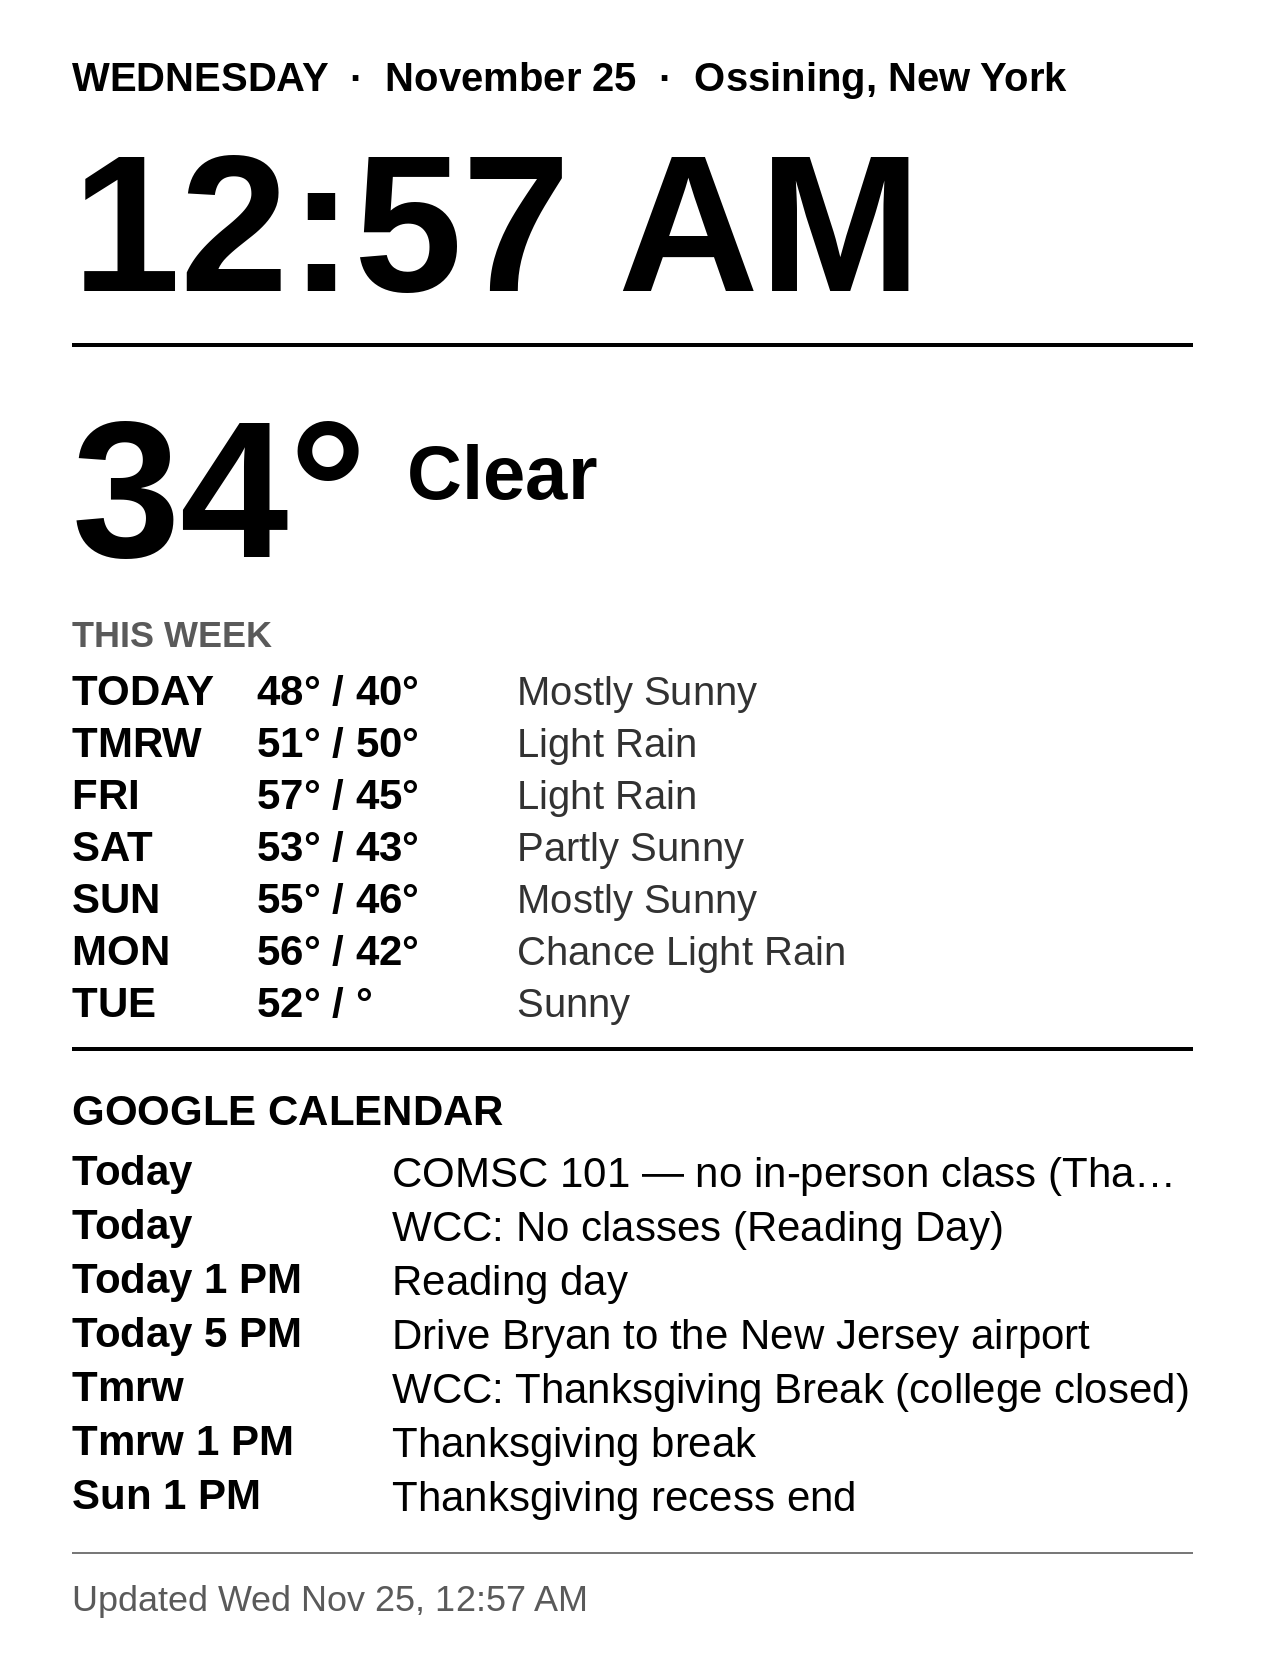 WEDNESDAY · November 25 · Ossining, New York
12:57 AM
34° Clear
THIS WEEK
TODAY 48° / 40° Mostly Sunny
TMRW 51° / 50° Light Rain
FRI 57° / 45° Light Rain
SAT 53° / 43° Partly Sunny
SUN 55° / 46° Mostly Sunny
MON 56° / 42° Chance Light Rain
TUE 52° / ° Sunny
GOOGLE CALENDAR
Today COMSC 101 — no in-person class (Tha…
Today WCC: No classes (Reading Day)
Today 1 PM Reading day
Today 5 PM Drive Bryan to the New Jersey airport
Tmrw WCC: Thanksgiving Break (college closed)
Tmrw 1 PM Thanksgiving break
Sun 1 PM Thanksgiving recess end
Updated Wed Nov 25, 12:57 AM